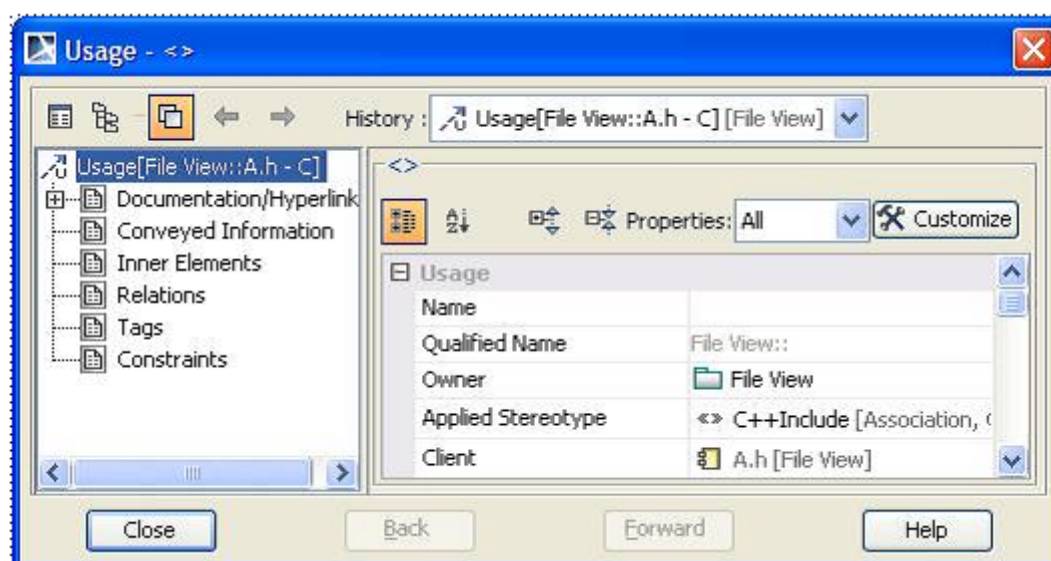 Usage - <>
History : Usage[File View::A.h - C] [File View]
Usage[File View::A.h - C]
Documentation/Hyperlink
Conveyed Information
Inner Elements
Relations
Tags
Constraints
<>
Properties: All Customize
Usage
Name
Qualified Name File View::
Owner File View
Applied Stereotype «» C++Include [Association,
Client A.h [File View]
Close Back Forward Help